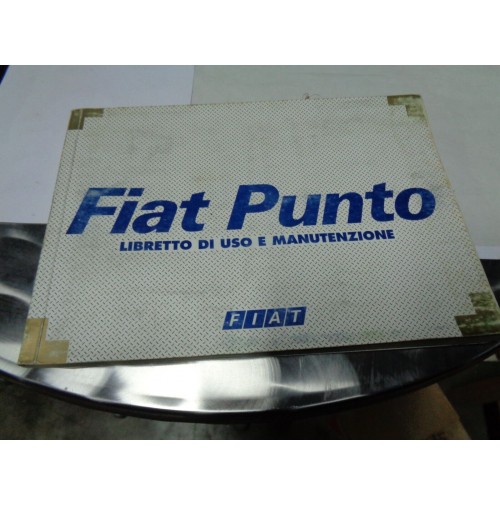 Fiat Punto
LIBRETTO DI USO E MANUTENZIONE
FIAT